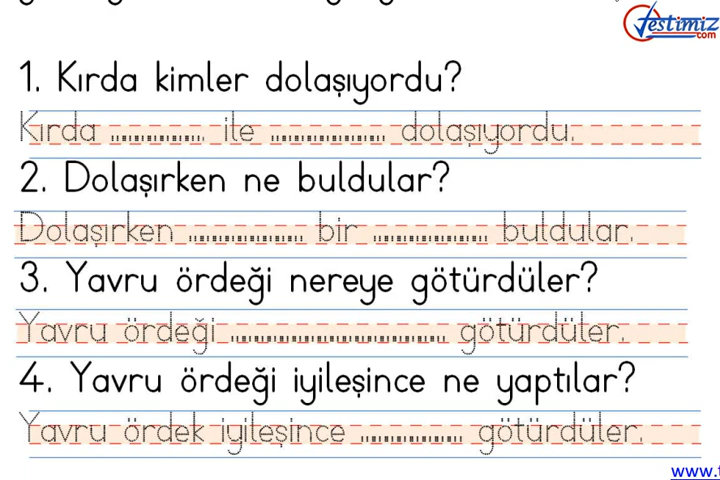 Testimiz
.com
1. Kırda kimler dolaşıyordu?
Kırda ................. ile ..................... dolaşıyordu.
2. Dolaşırken ne buldular?
Dolaşırken ..................... bir ..................... buldular.
3. Yavru ördeği nereye götürdüler?
Yavru ördeği ....................................... götürdüler.
4. Yavru ördeği iyileşince ne yaptılar?
Yavru ördek iyileşince ................... götürdüler.